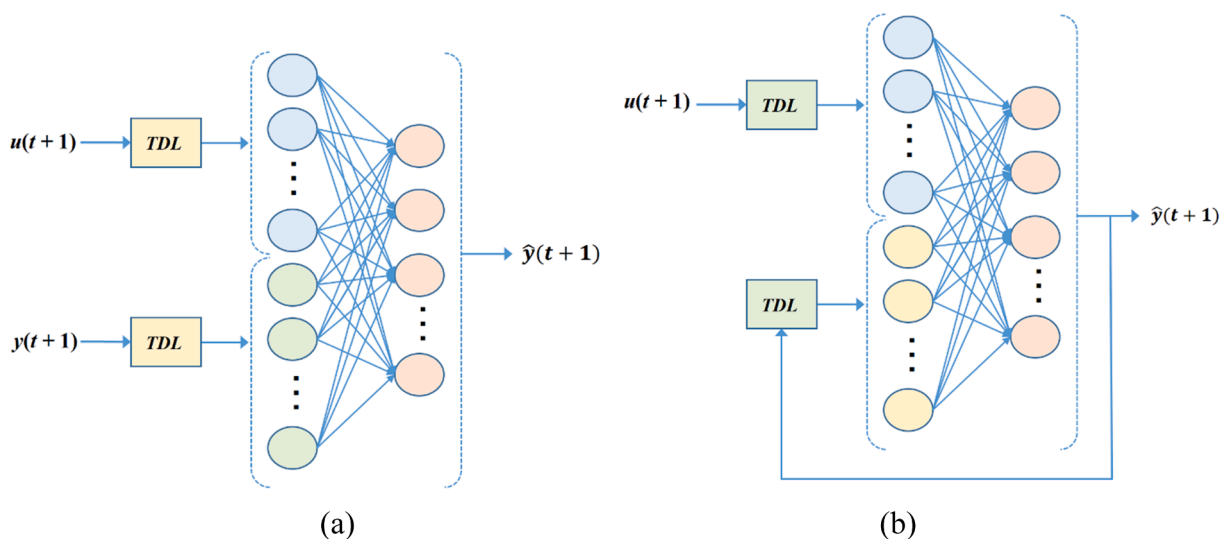 u(t + 1)
TDL
y(t + 1)
TDL
ŷ(t + 1)
(a)
u(t + 1)
TDL
TDL
ŷ(t + 1)
(b)